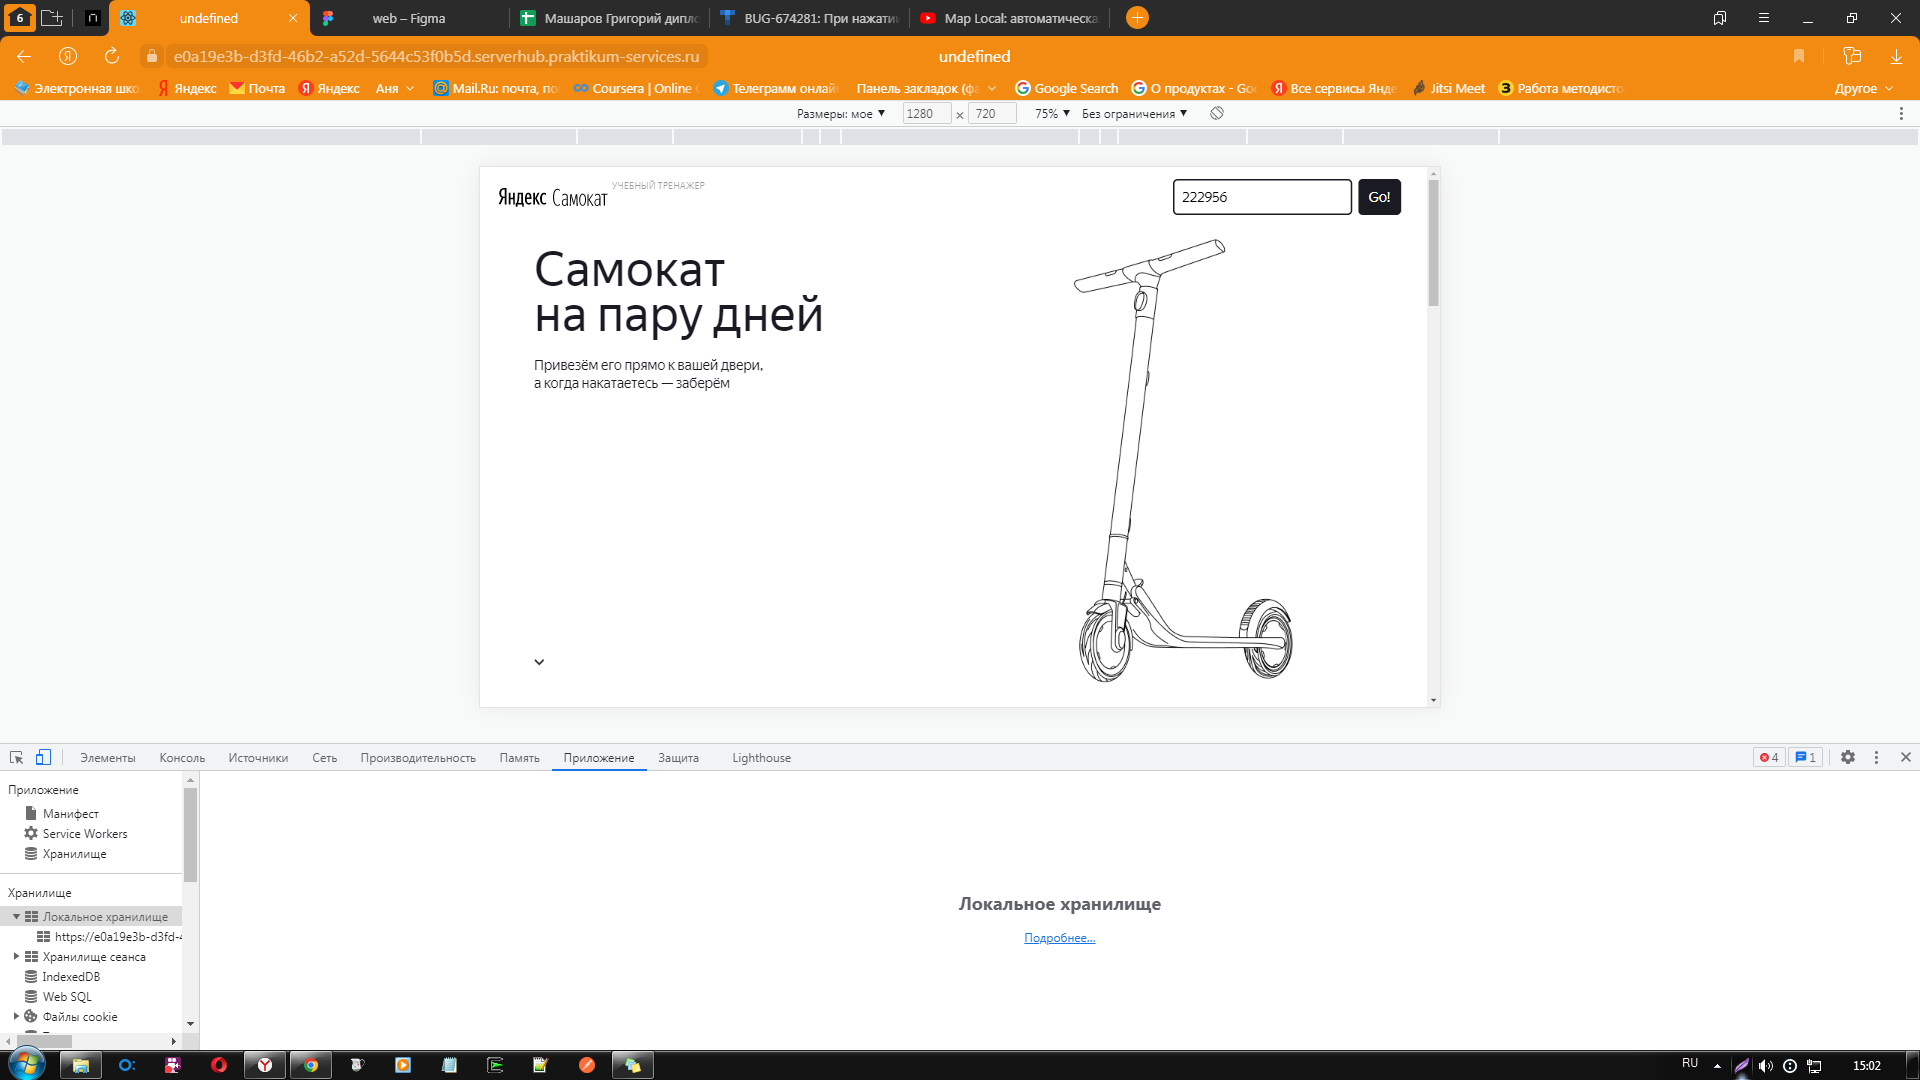 6
undefined
web – Figma
Машаров Григорий дипло
BUG-674281: При нажати
Map Local: автоматическа
e0a19e3b-d3fd-46b2-a52d-5644c53f0b5d.serverhub.praktikum-services.ru
undefined
Электронная шко
Яндекс
Почта
Яндекс
Аня
Mail.Ru: почта, по
Coursera | Online
Телеграмм онлай
Панель закладок (ф
Google Search
О продуктах - Goo
Все сервисы Янде
Jitsi Meet
Работа методисто
Другое
Размеры: мое ▼ 1280 × 720 75% ▼ Без ограничения ▼
Яндекс Самокат
УЧЕБНЫЙ ТРЕНАЖЕР
222956
Go!
Самокат
на пару дней
Привезём его прямо к вашей двери,
а когда накатаетесь — заберём
Элементы
Консоль
Источники
Сеть
Производительность
Память
Приложение
Защита
Lighthouse
4
1
Приложение
Манифест
Service Workers
Хранилище
Хранилище
Локальное хранилище
https://e0a19e3b-d3fd-4
Хранилище сеанса
IndexedDB
Web SQL
Файлы cookie
Локальное хранилище
Подробнее...
RU
15:02